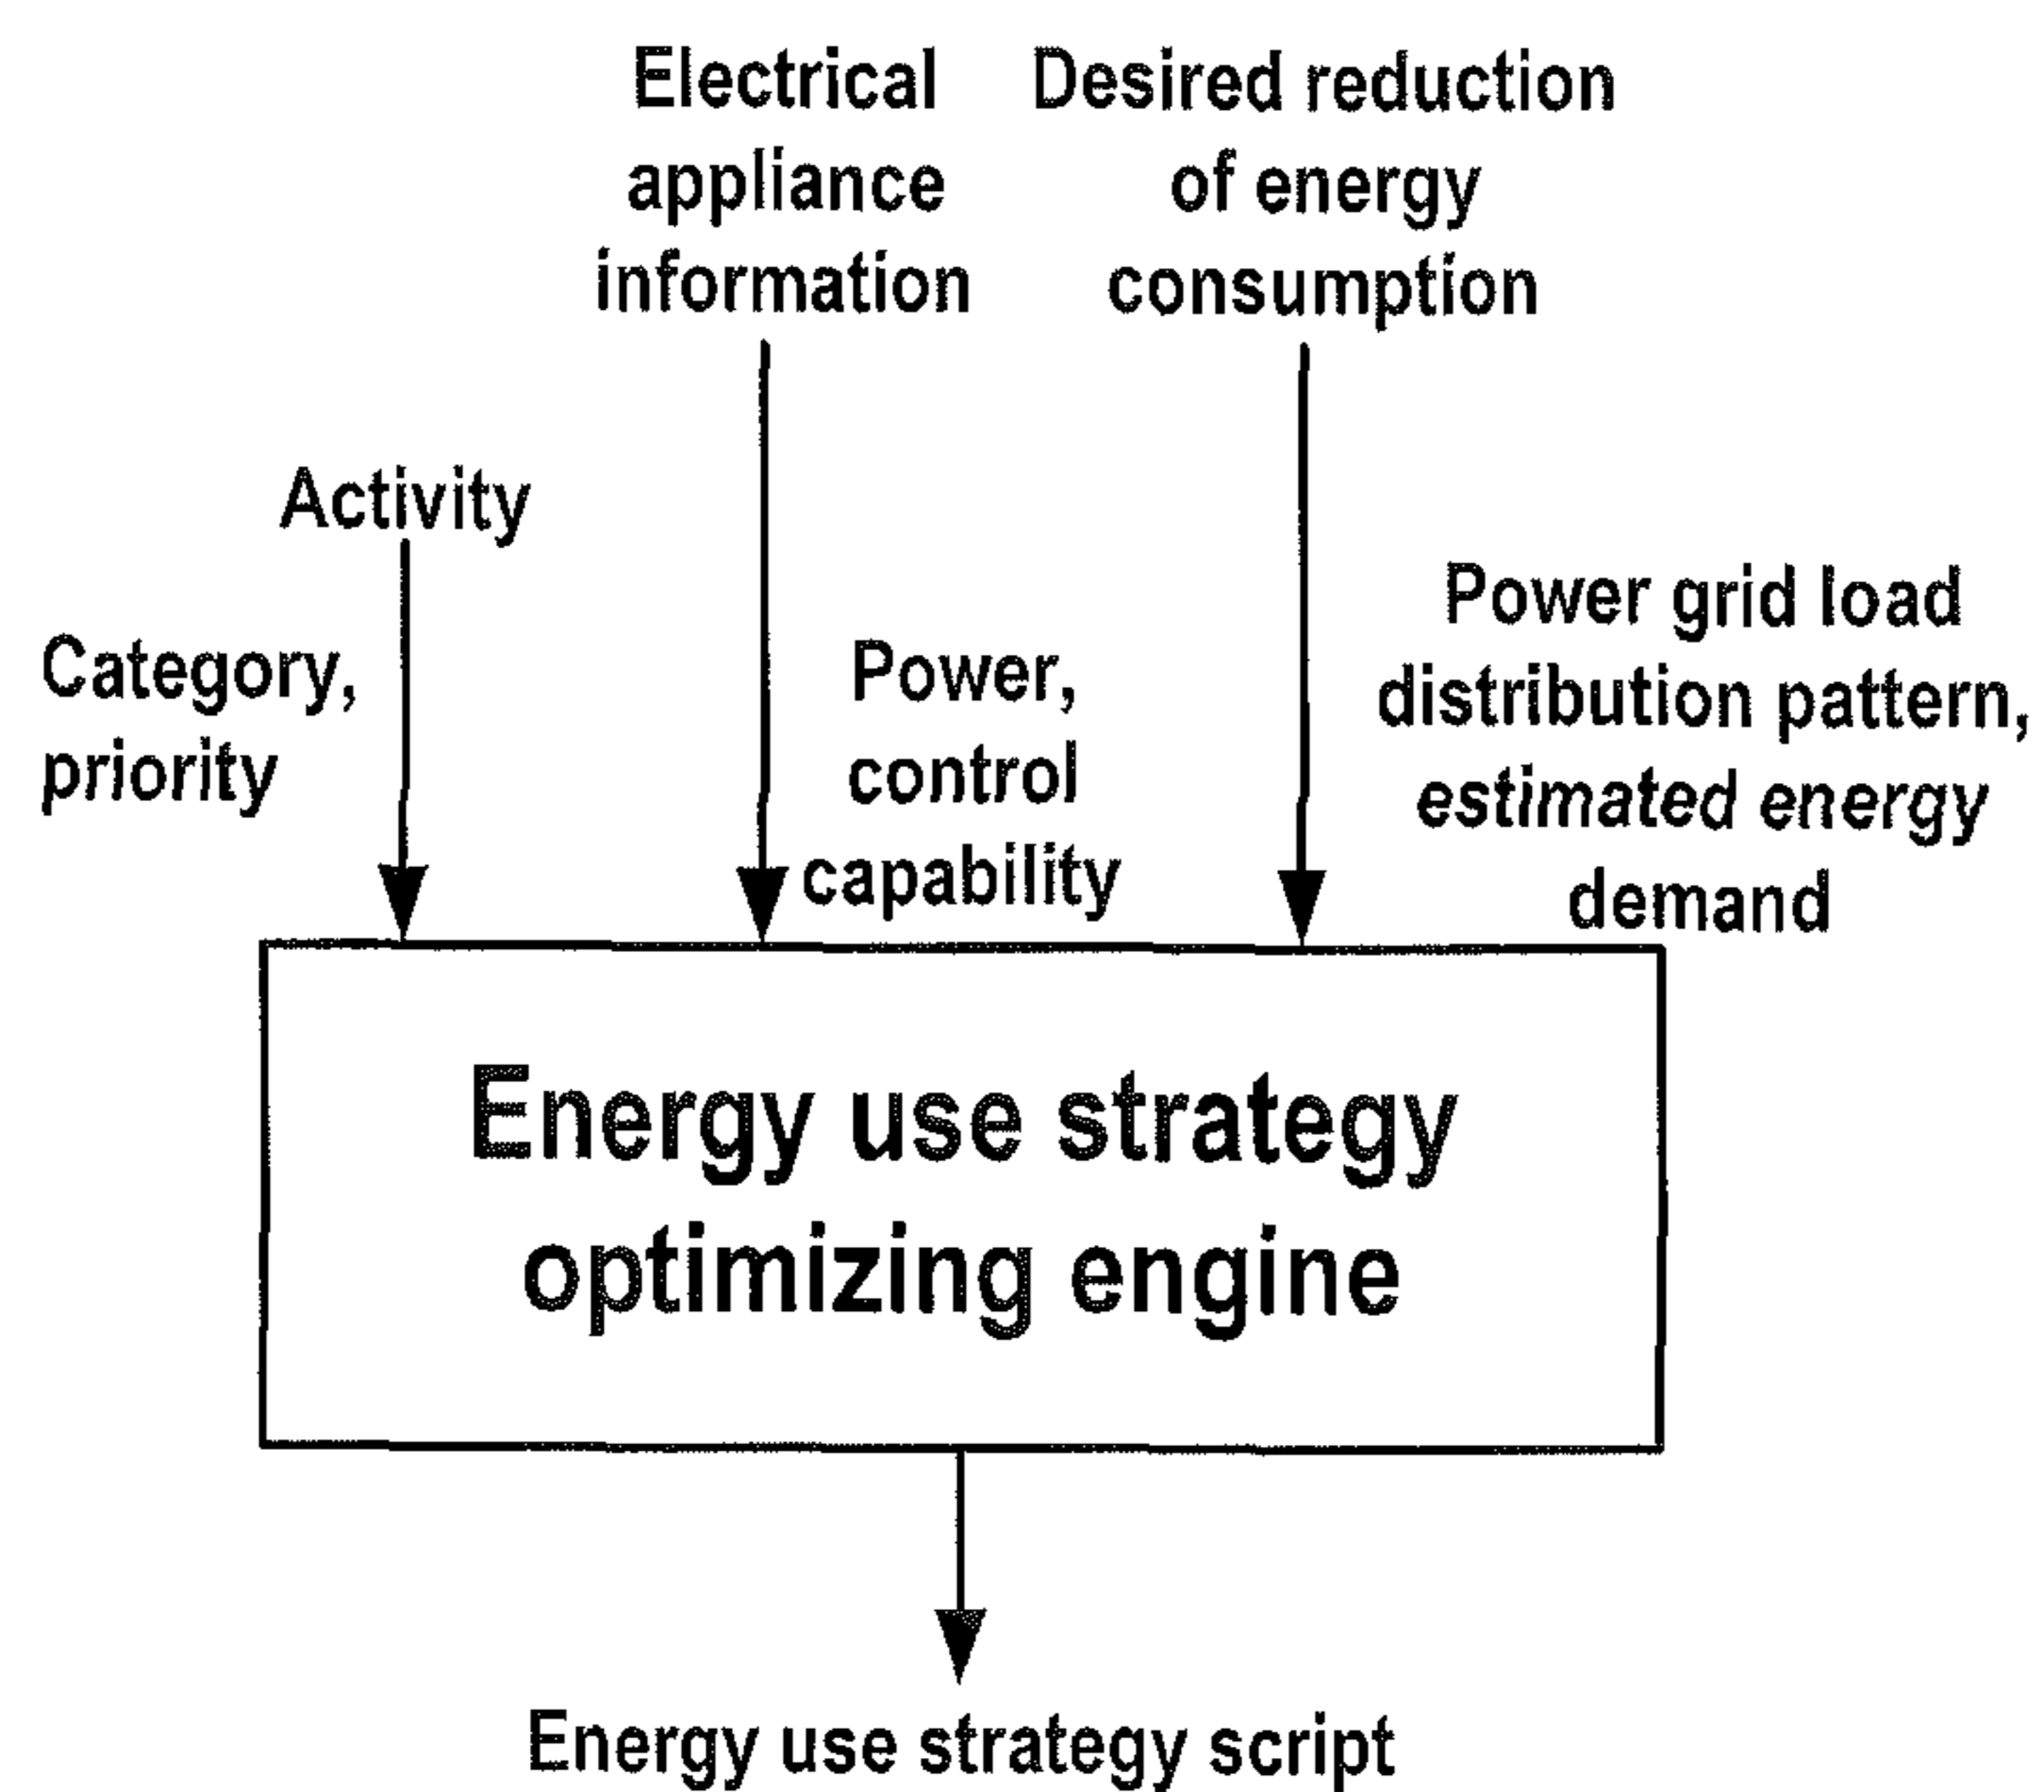 Electrical
appliance
information
Desired reduction
of energy
consumption
Activity
Category,
priority
Power,
control
capability
Power grid load
distribution pattern,
estimated energy
demand
Energy use strategy
optimizing engine
Energy use strategy script